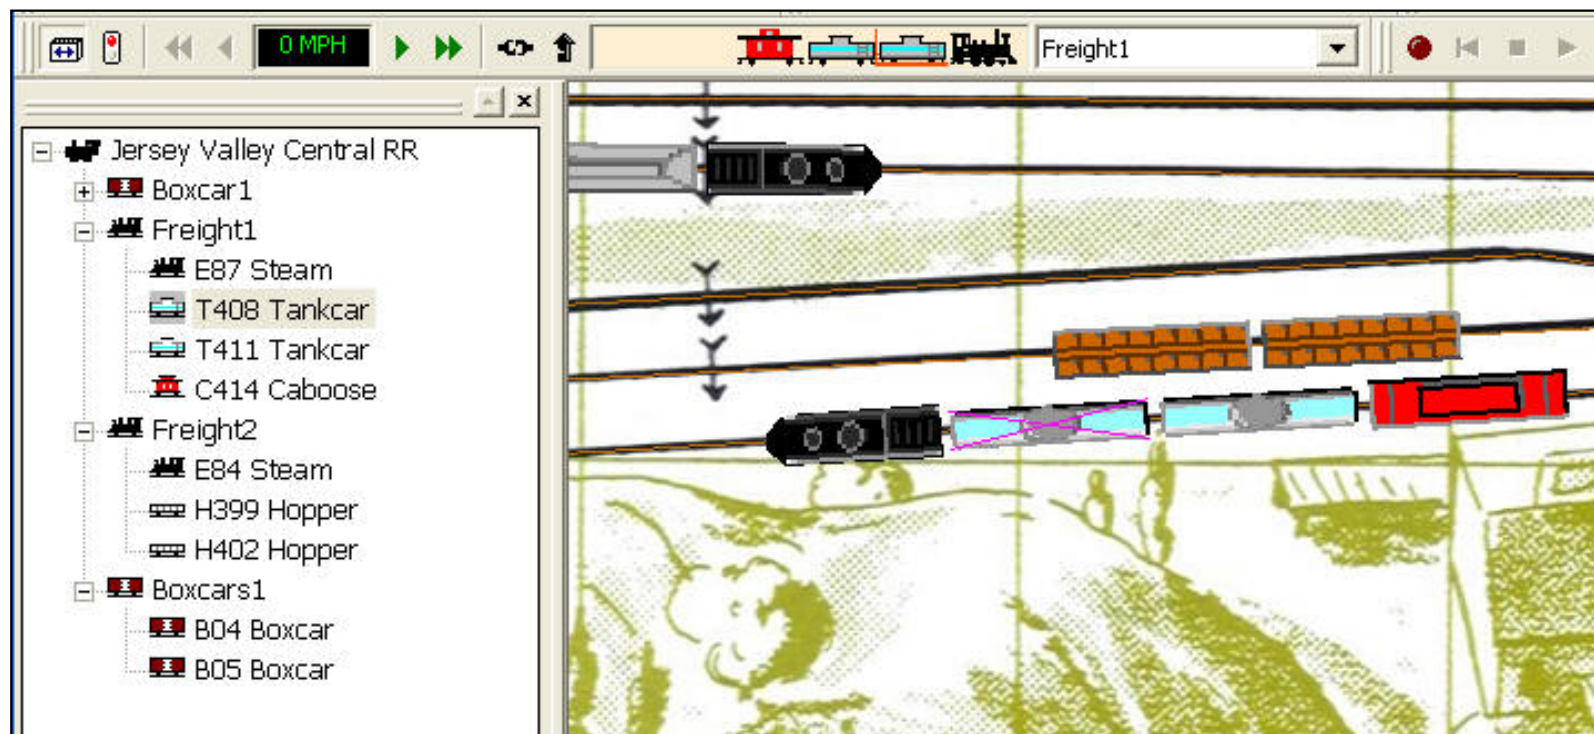 0 MPH
Freight1
Jersey Valley Central RR
Boxcar1
Freight1
E87 Steam
T408 Tankcar
T411 Tankcar
C414 Caboose
Freight2
E84 Steam
H399 Hopper
H402 Hopper
Boxcars1
B04 Boxcar
B05 Boxcar